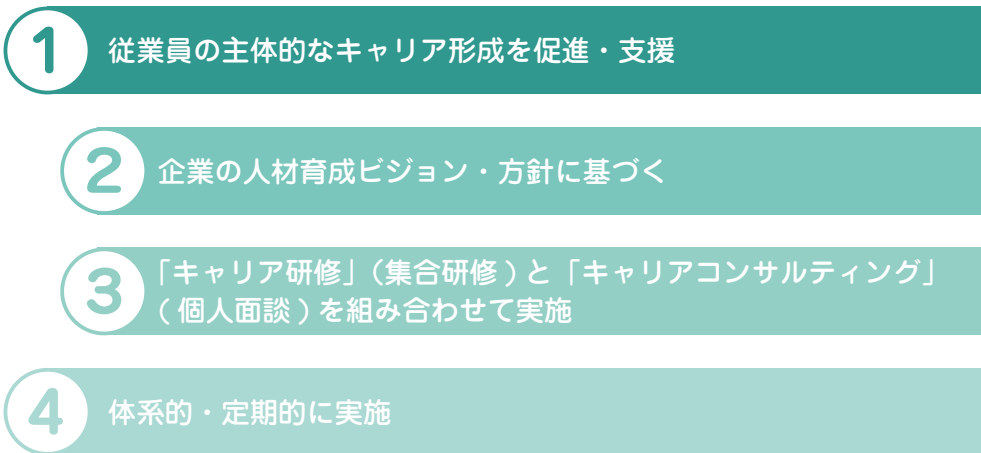 1 従業員の主体的なキャリア形成を促進・支援
2 企業の人材育成ビジョン・方針に基づく
3 「キャリア研修」(集合研修)と「キャリアコンサルティング」
(個人面談)を組み合わせて実施
4 体系的・定期的に実施